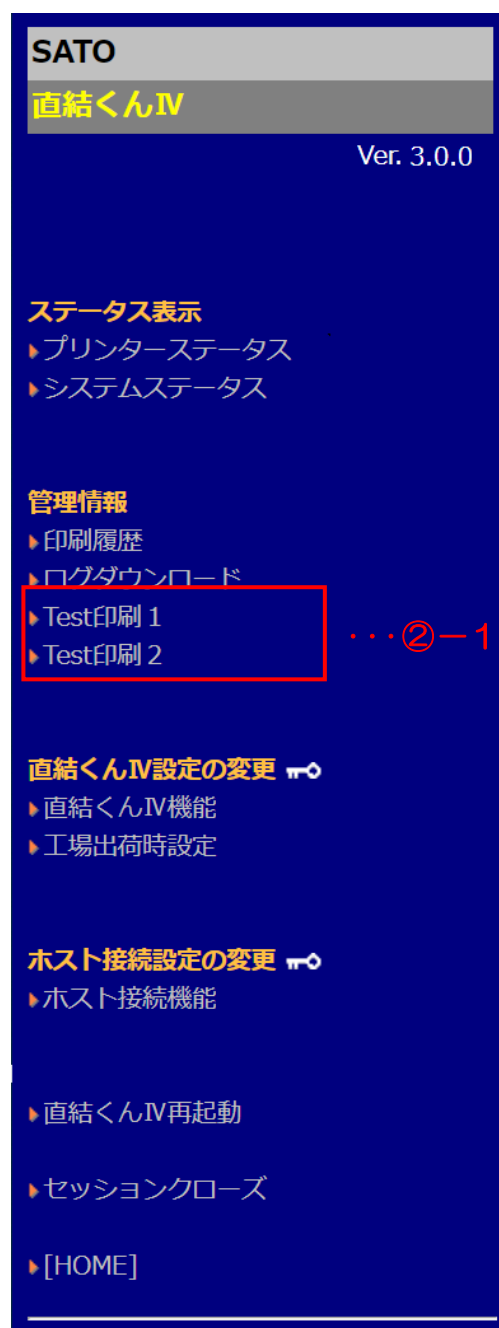 SATO
直結くんⅣ
Ver. 3.0.0
ステータス表示
プリンターステータス
システムステータス
管理情報
印刷履歴
ログダウンロード
Test印刷 1
Test印刷 2
・・・②－1
直結くんⅣ設定の変更
直結くんⅣ機能
工場出荷時設定
ホスト接続設定の変更
ホスト接続機能
直結くんⅣ再起動
セッションクローズ
[HOME]